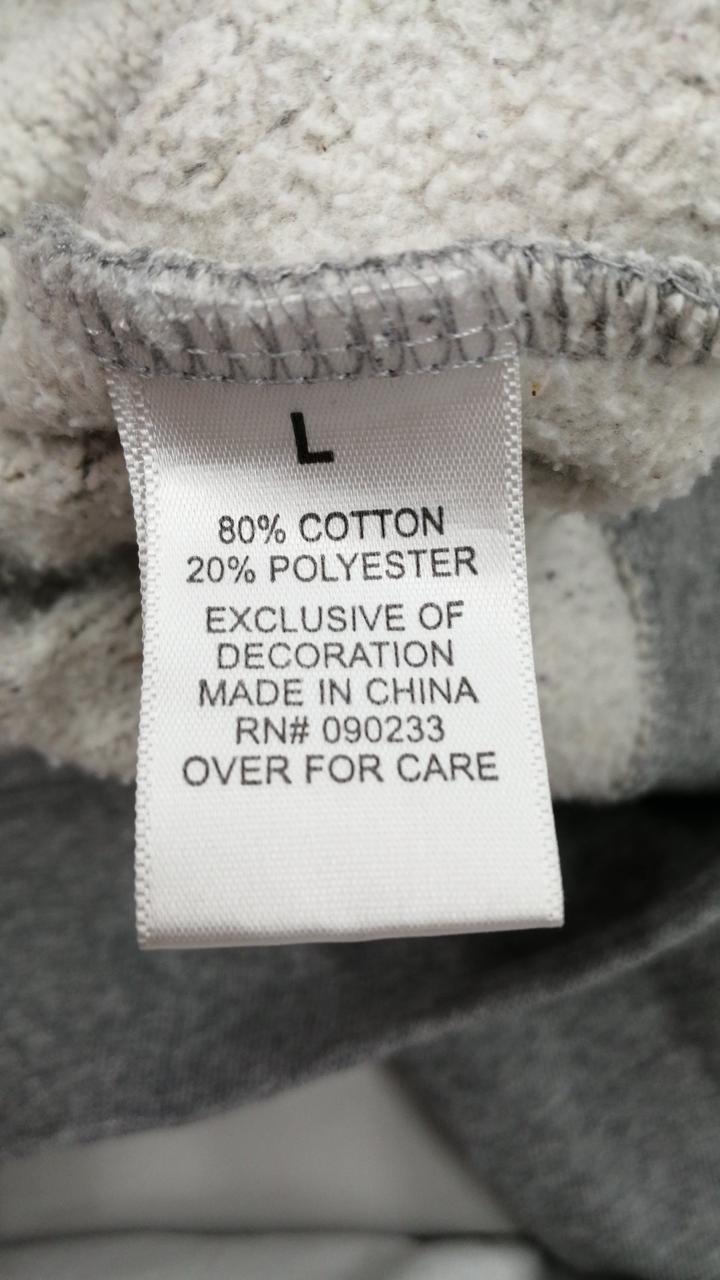 L
80% COTTON
20% POLYESTER
EXCLUSIVE OF
DECORATION
MADE IN CHINA
RN# 090233
OVER FOR CARE